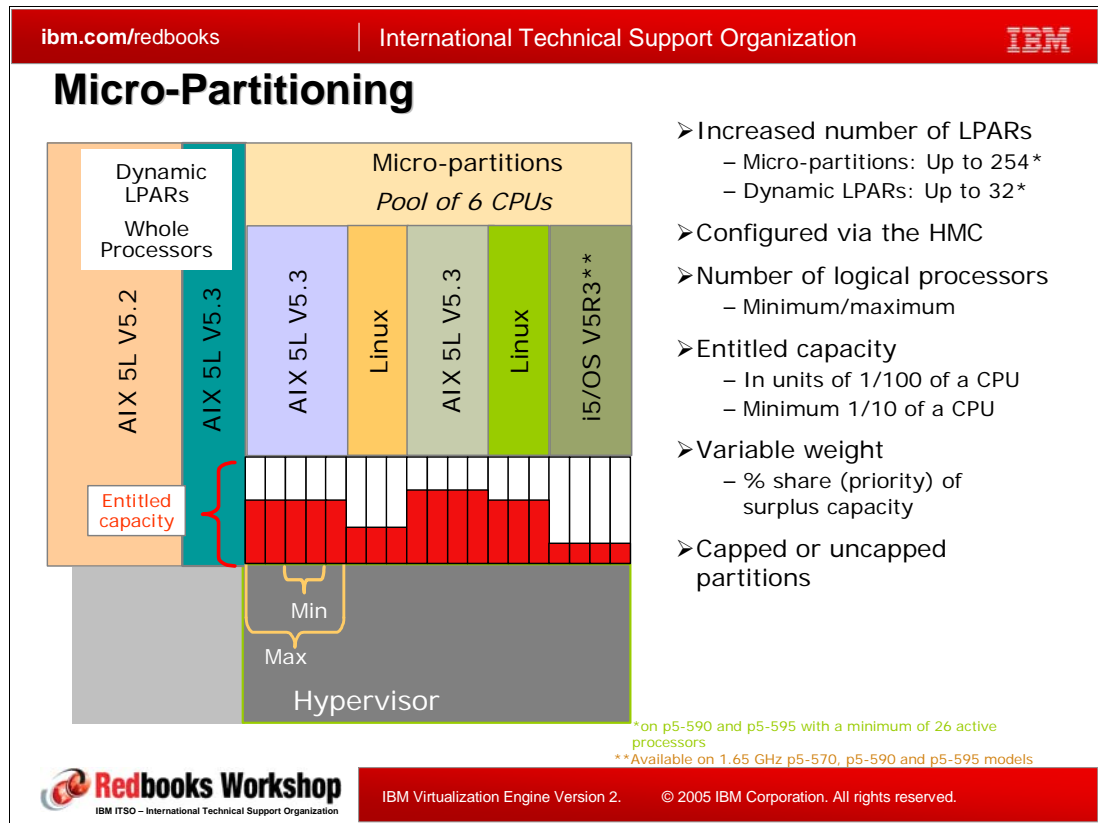 ibm.com/redbooks
International Technical Support Organization
IBM
Micro-Partitioning
Dynamic
LPARs
Whole
Processors
Micro-partitions
Pool of 6 CPUs
AIX 5L V5.2
AIX 5L V5.3
AIX 5L V5.3
Linux
AIX 5L V5.3
Linux
i5/OS V5R3**
Entitled
capacity
Min
Max
Hypervisor
➢Increased number of LPARs
– Micro-partitions: Up to 254*
– Dynamic LPARs: Up to 32*
➢Configured via the HMC
➢Number of logical processors
– Minimum/maximum
➢Entitled capacity
– In units of 1/100 of a CPU
– Minimum 1/10 of a CPU
➢Variable weight
– % share (priority) of
surplus capacity
➢Capped or uncapped
partitions
*on p5-590 and p5-595 with a minimum of 26 active
processors
**Available on 1.65 GHz p5-570, p5-590 and p5-595 models
Redbooks Workshop
IBM ITSO – International Technical Support Organization
IBM Virtualization Engine Version 2.
© 2005 IBM Corporation. All rights reserved.